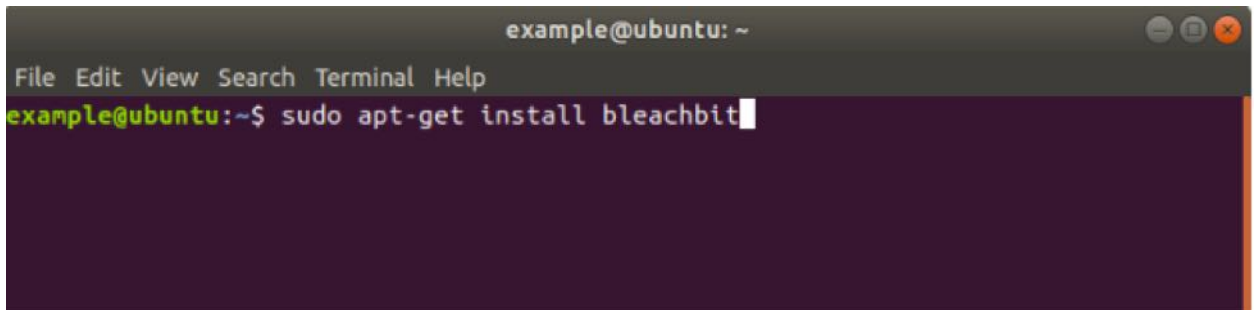 example@ubuntu: ~
File Edit View Search Terminal Help
example@ubuntu:~$ sudo apt-get install bleachbit